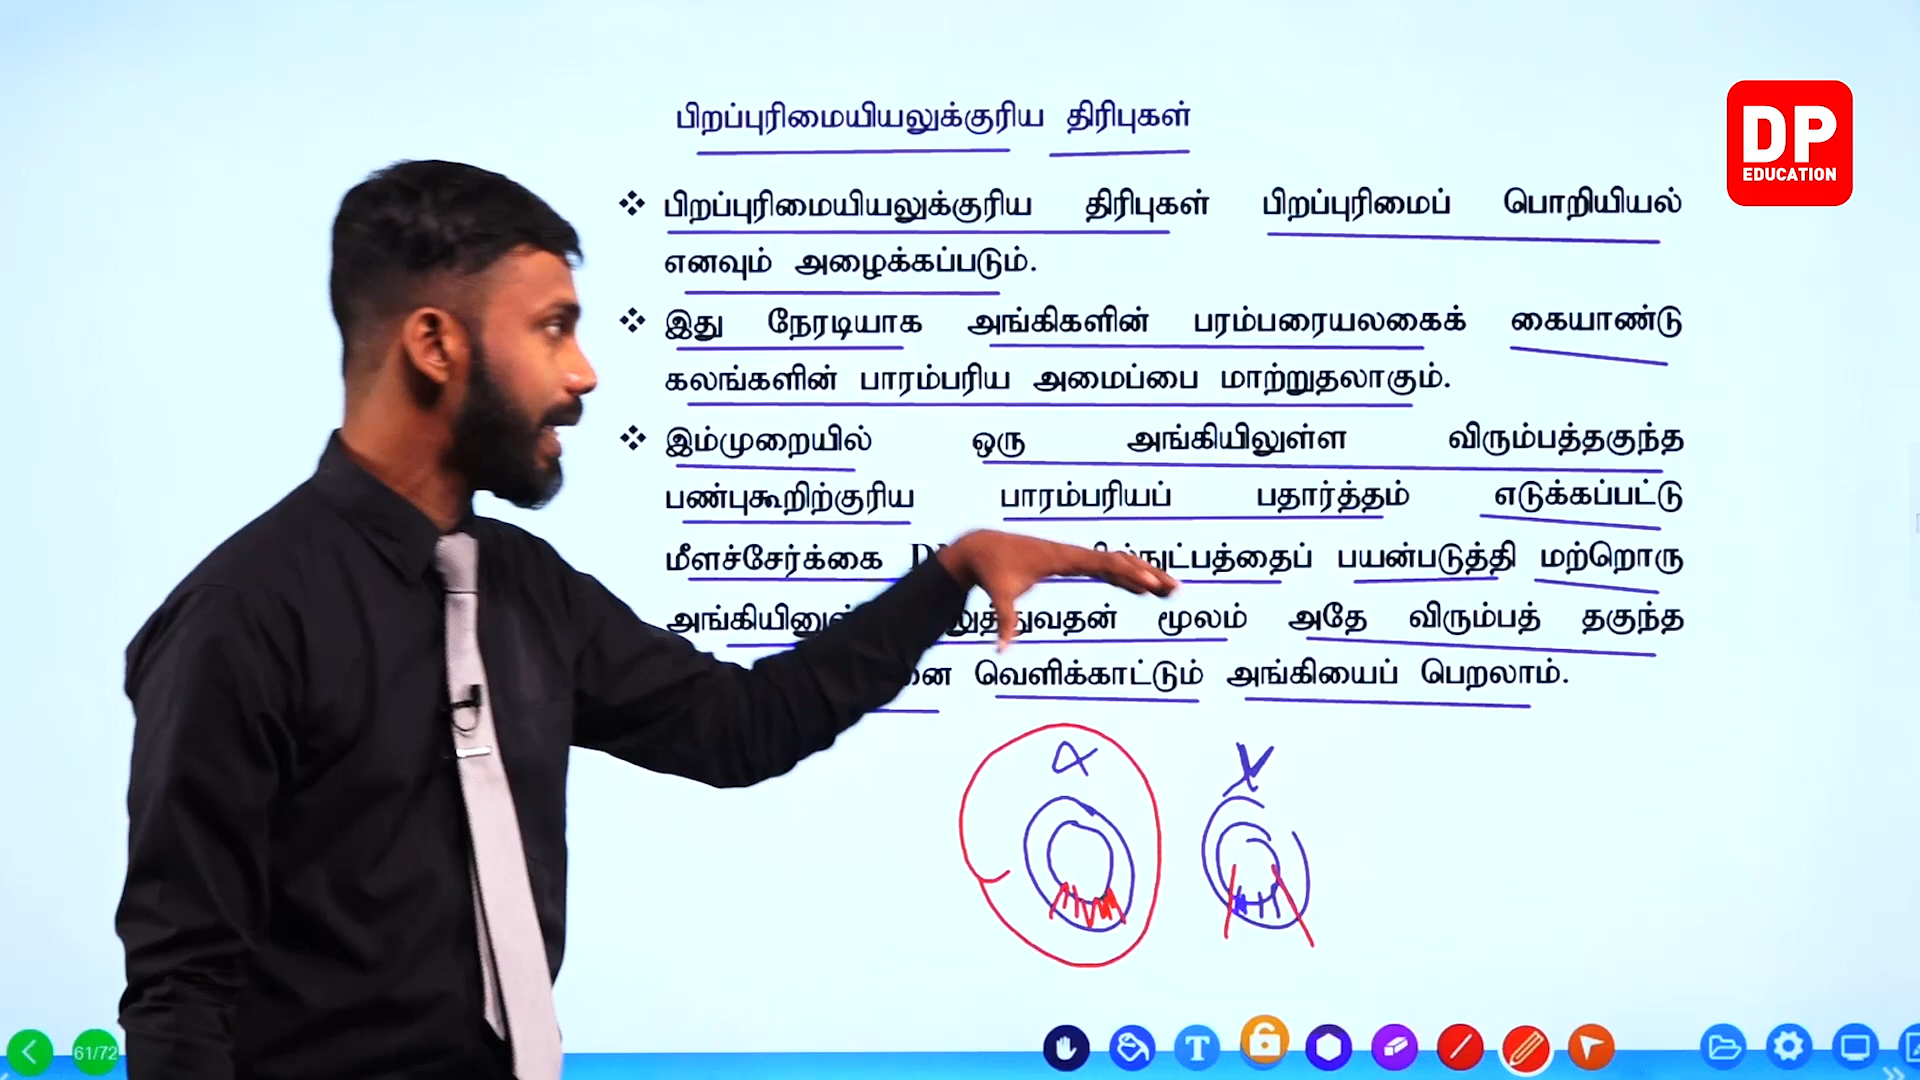 பிறப்புரிமையியலுக்குரிய திரிபுகள்
DP
EDUCATION
❖ பிறப்புரிமையியலுக்குரிய திரிபுகள் பிறப்புரிமைப் பொறியியல்
எனவும் அழைக்கப்படும்.
❖ இது நேரடியாக அங்கிகளின் பரம்பரையலகைக் கையாண்டு
கலங்களின் பாரம்பரிய அமைப்பை மாற்றுதலாகும்.
❖ இம்முறையில் ஒரு அங்கியிலுள்ள விரும்பத்தகுந்த
பண்புகூறிற்குரிய பாரம்பரியப் பதார்த்தம் எடுக்கப்பட்டு
மீளச்சேர்க்கை பயன்படுத்தி மற்றொரு
மூலம் அதே விரும்பத் தகுந்த
வெளிக்காட்டும் அங்கியைப் பெறலாம்.
61/72
T